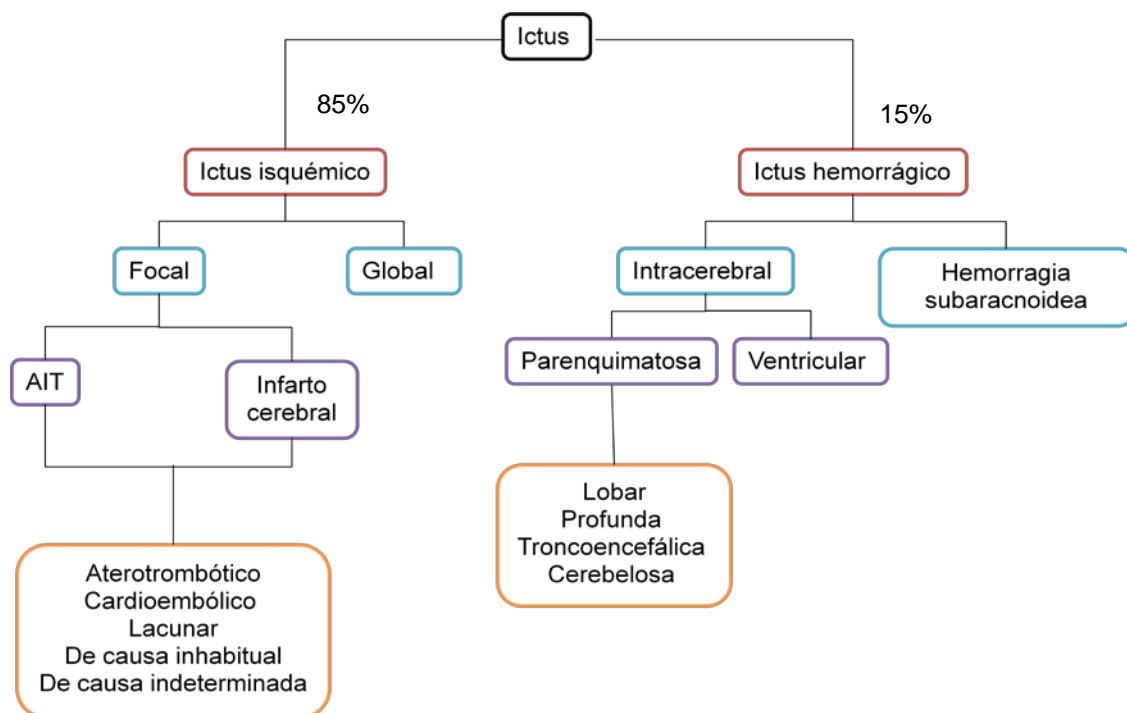 Ictus
85%
15%
Ictus isquémico
Ictus hemorrágico
Focal
Global
Intracerebral
Hemorragia
subaracnoidea
AIT
Infarto
cerebral
Parenquimatosa
Ventricular
Lobar
Profunda
Troncoencefálica
Cerebelosa
Aterotrombótico
Cardioembólico
Lacunar
De causa inhabitual
De causa indeterminada